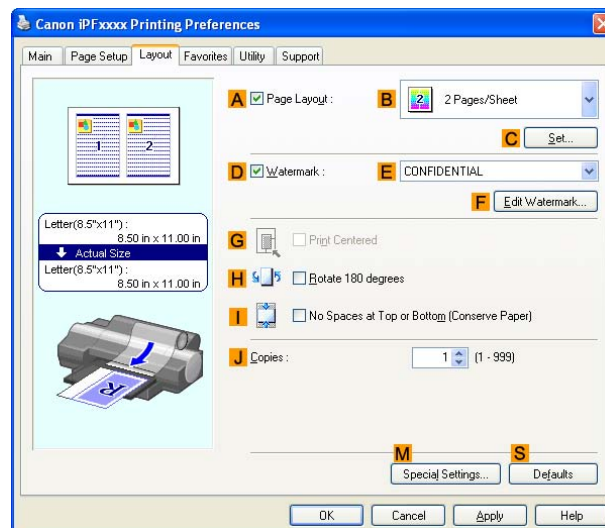 Canon iPFxxxx Printing Preferences
Main Page Setup Layout Favorites Utility Support
A Page Layout : B 2 2 Pages/Sheet
1 2
C Set...
D Watermark : E CONFIDENTIAL
F Edit Watermark...
Letter(8.5"x11") :
8.50 in x 11.00 in
Actual Size
Letter(8.5"x11") :
8.50 in x 11.00 in
G Print Centered
H Rotate 180 degrees
I No Spaces at Top or Bottom (Conserve Paper)
J Copies : 1 (1 - 999)
R
M S
Special Settings... Defaults
OK Cancel Apply Help